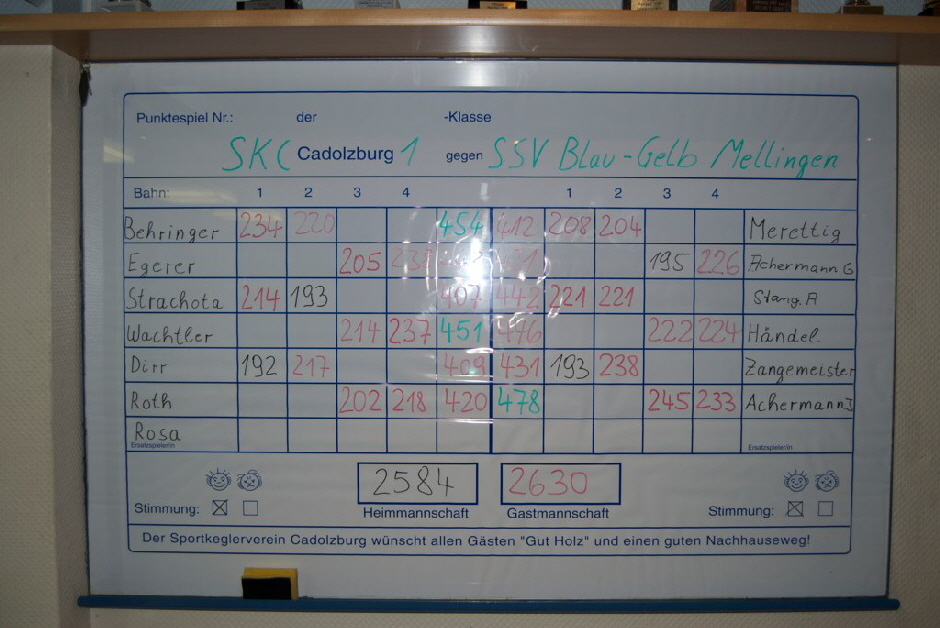 Punktespiel Nr.: der -Klasse
SKC Cadolzburg 1 gegen SSV Blau-Gelb Mellingen
Bahn: 1 2 3 4 1 2 3 4
Behringer 234 220 454 412 208 204 Merettig
Egerer 205 195 226 Achermann G
Strachota 214 193 407 442 221 221 Stang. A
Wachtler 214 237 451 222 224 Händel
Dirr 192 217 409 431 193 238 Zangemeister
Roth 202 218 420 478 245 233 Achermann J
Rosa
Ersatzspieler/in Ersatzspieler/in
2584 2630
Stimmung: Heimmannschaft Gastmannschaft Stimmung:
Der Sportkeglerverein Cadolzburg wünscht allen Gästen "Gut Holz" und einen guten Nachhauseweg!